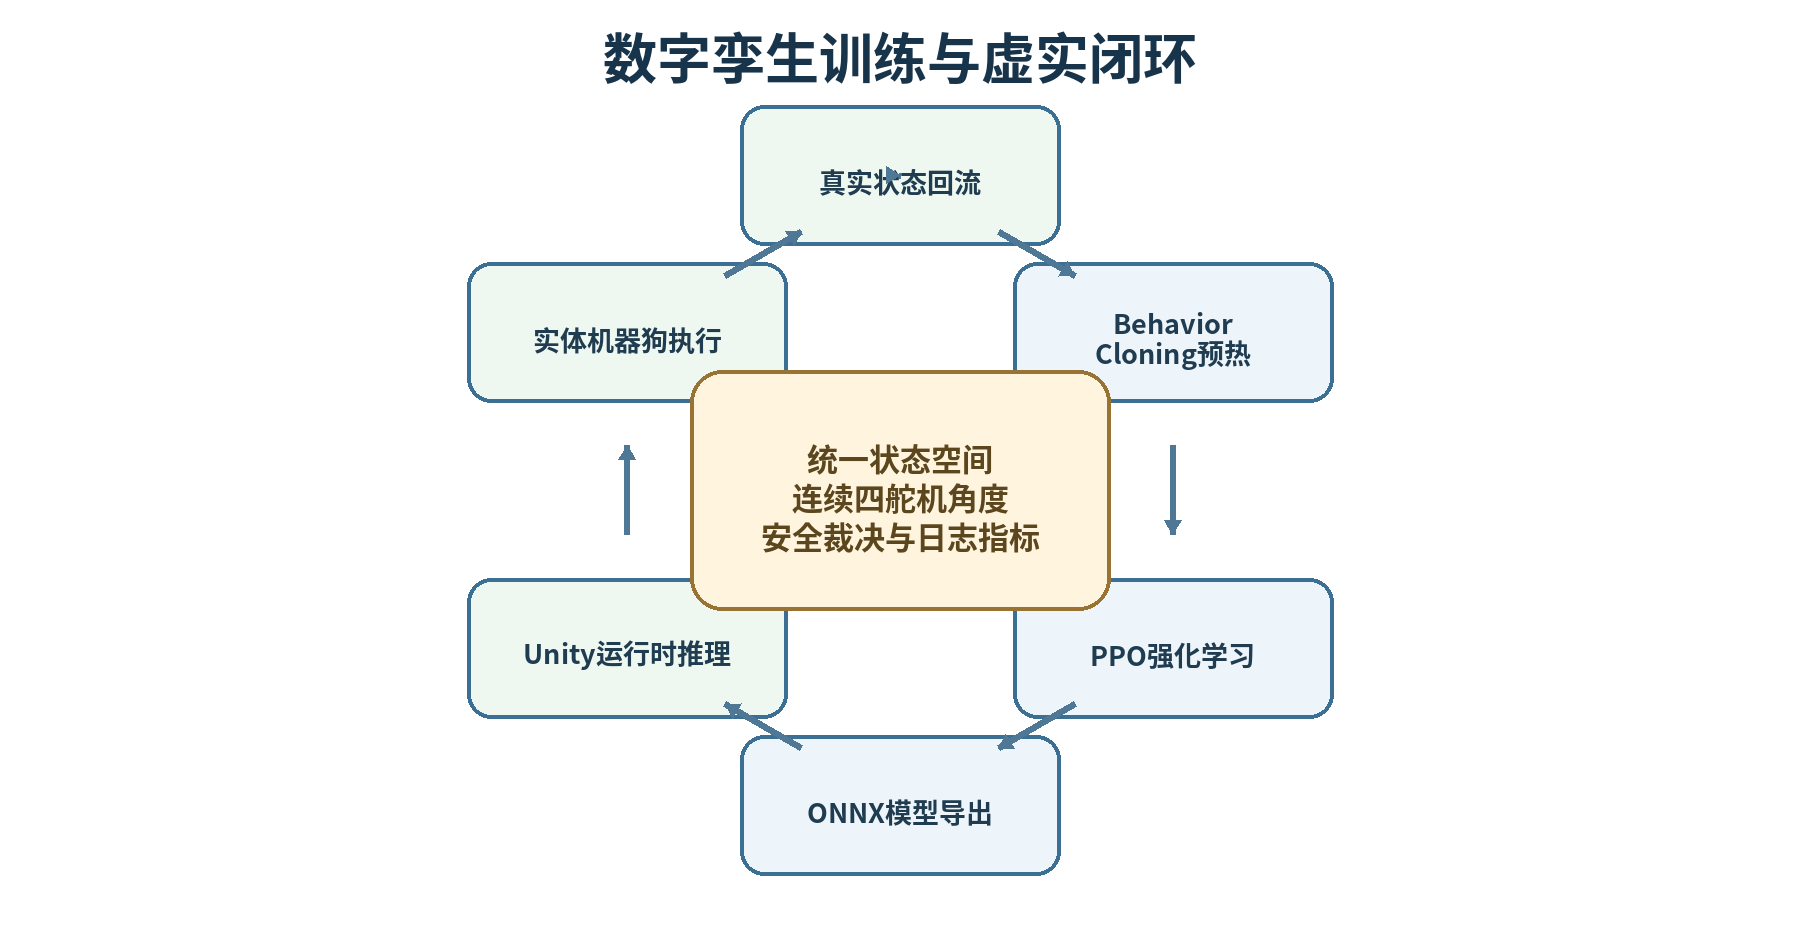 数字孪生训练与虚实闭环
真实状态回流
实体机器狗执行
Behavior
Cloning预热
统一状态空间
连续四舵机角度
安全裁决与日志指标
Unity运行时推理
PPO强化学习
ONNX模型导出